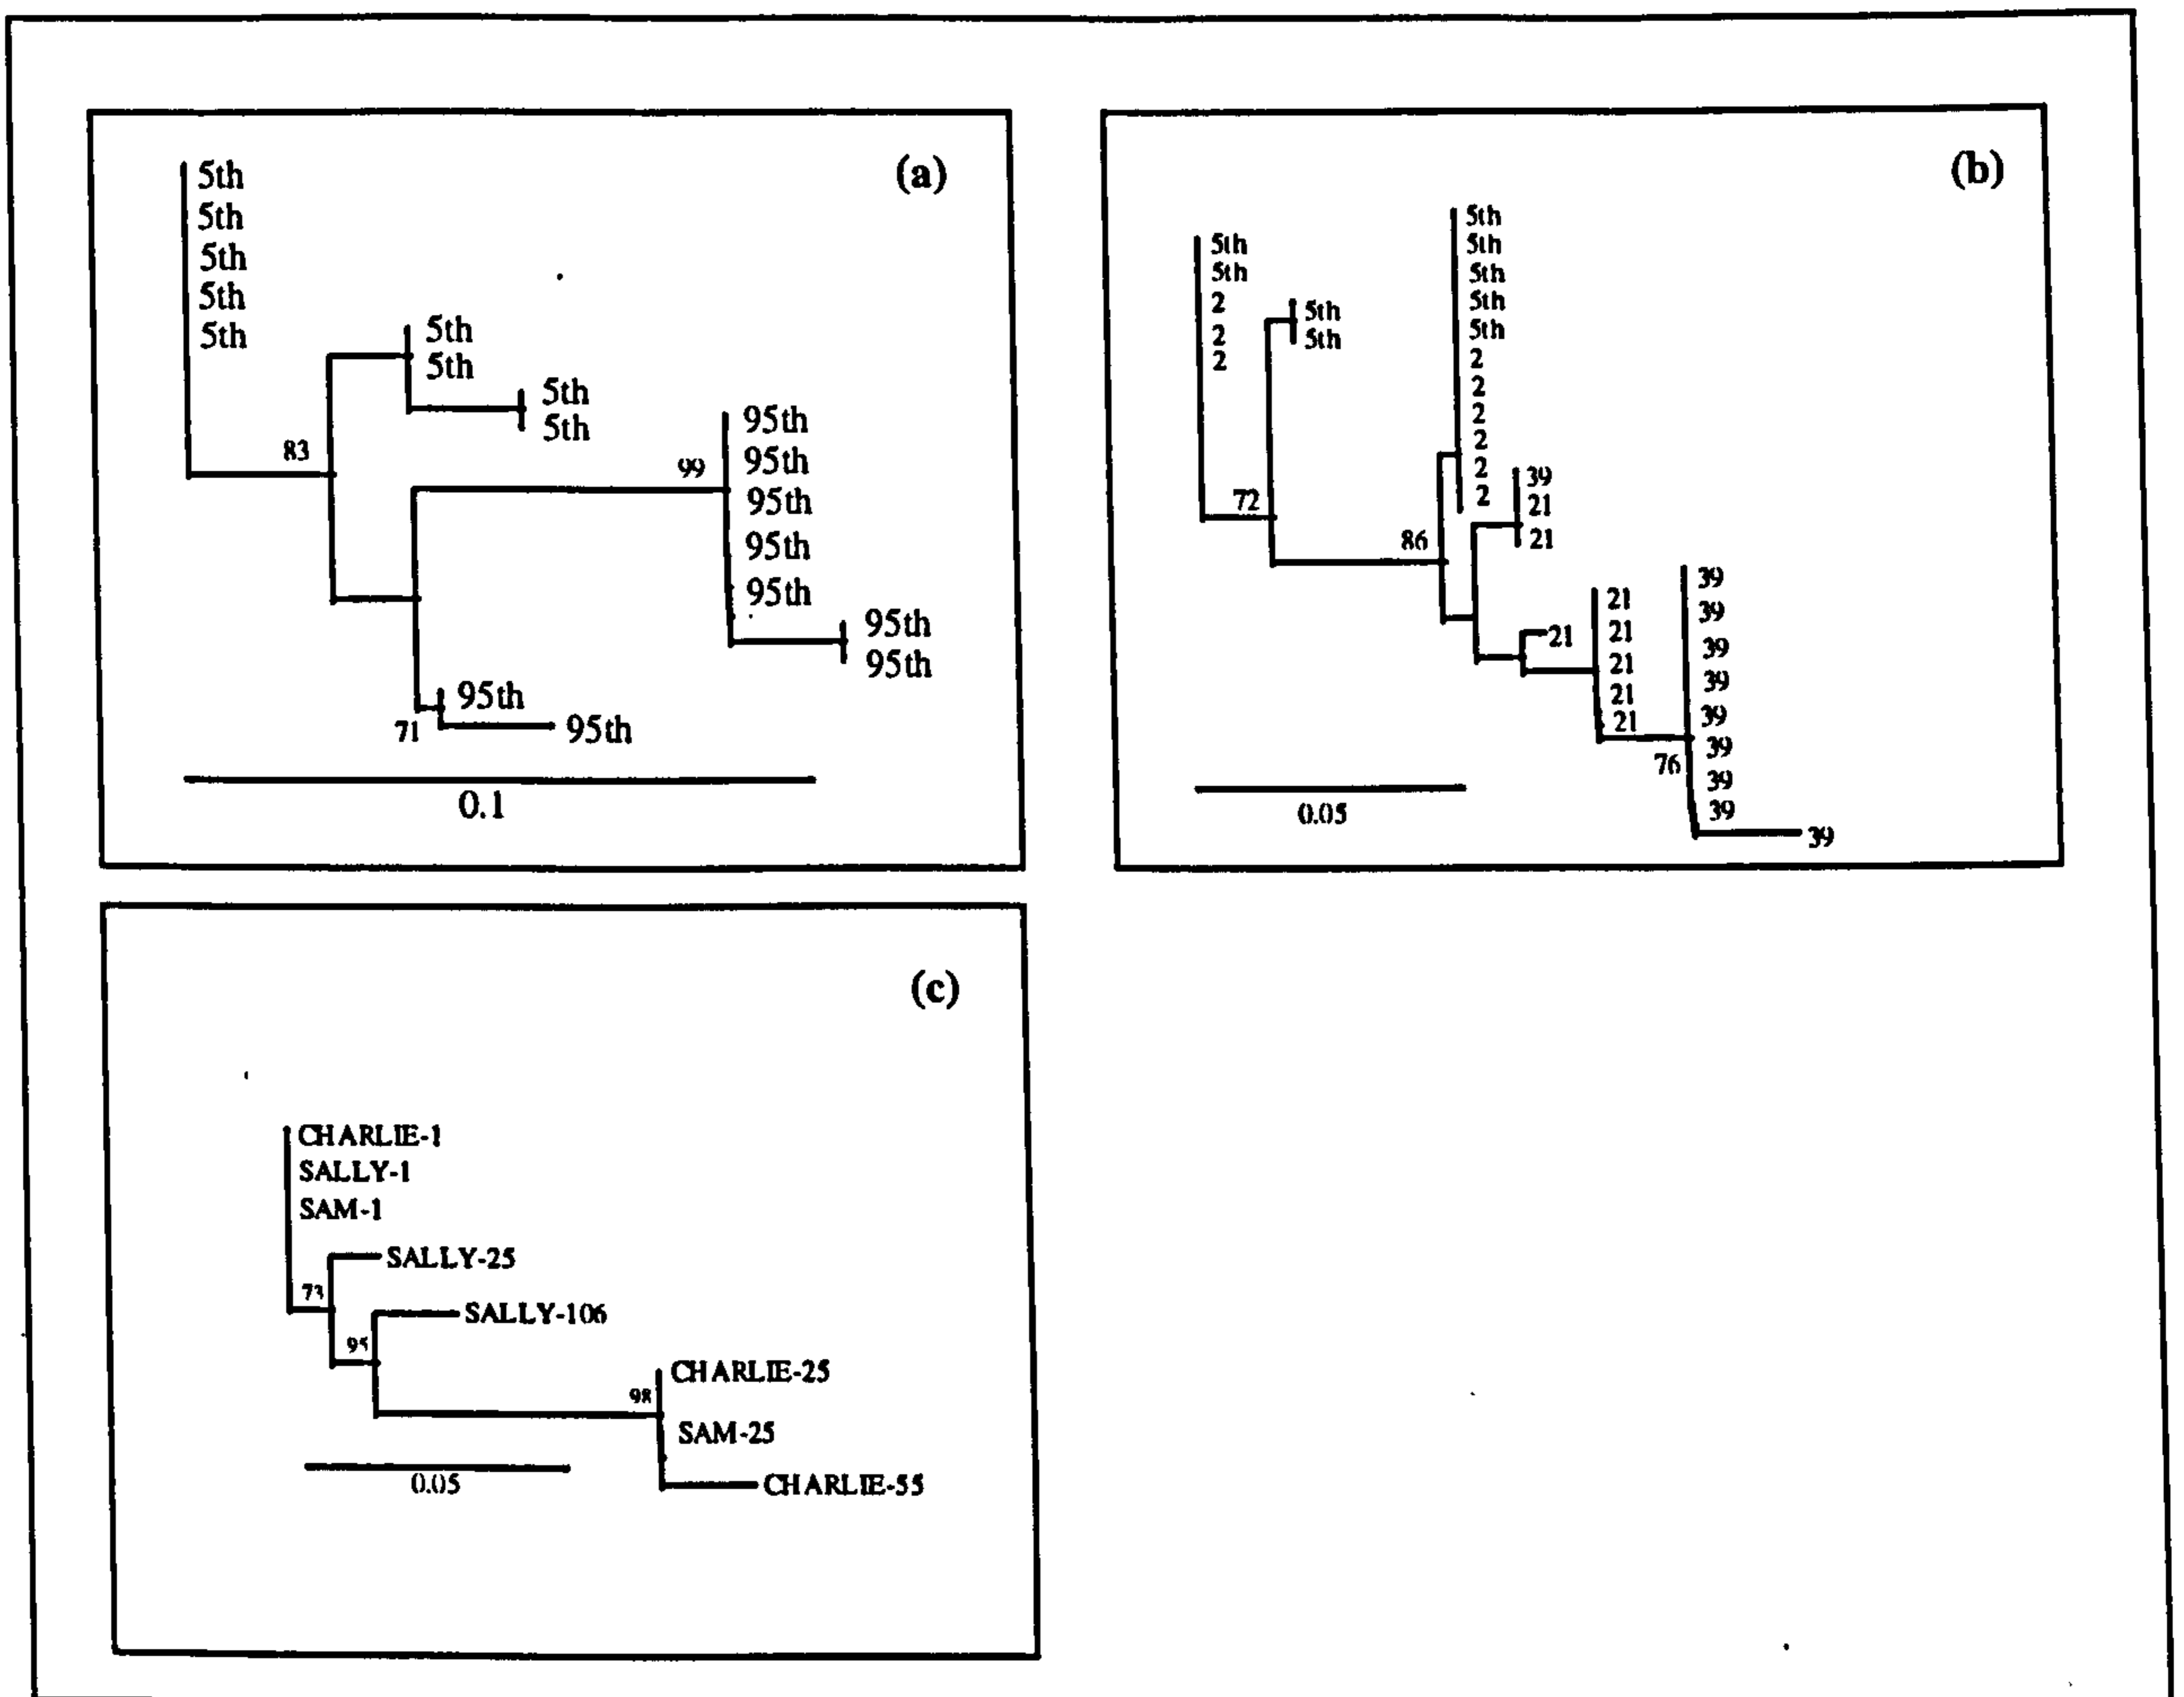 (a)
5th
5th
5th
5th
5th
5th
5th
5th
5th
83
99
95th
95th
95th
95th
95th
95th
95th
95th
71
95th
0.1
(b)
5th
5th
2
2
2
5th
5th
72
5th
5th
5th
5th
5th
2
2
2
2
2
2
86
39
21
21
21
21
21
21
21
21
76
39
39
39
39
39
39
39
39
39
0.05
(c)
CHARLIE-1
SALLY-1
SAM-1
73
SALLY-25
95
SALLY-106
98
CHARLIE-25
SAM-25
CHARLIE-55
0.05